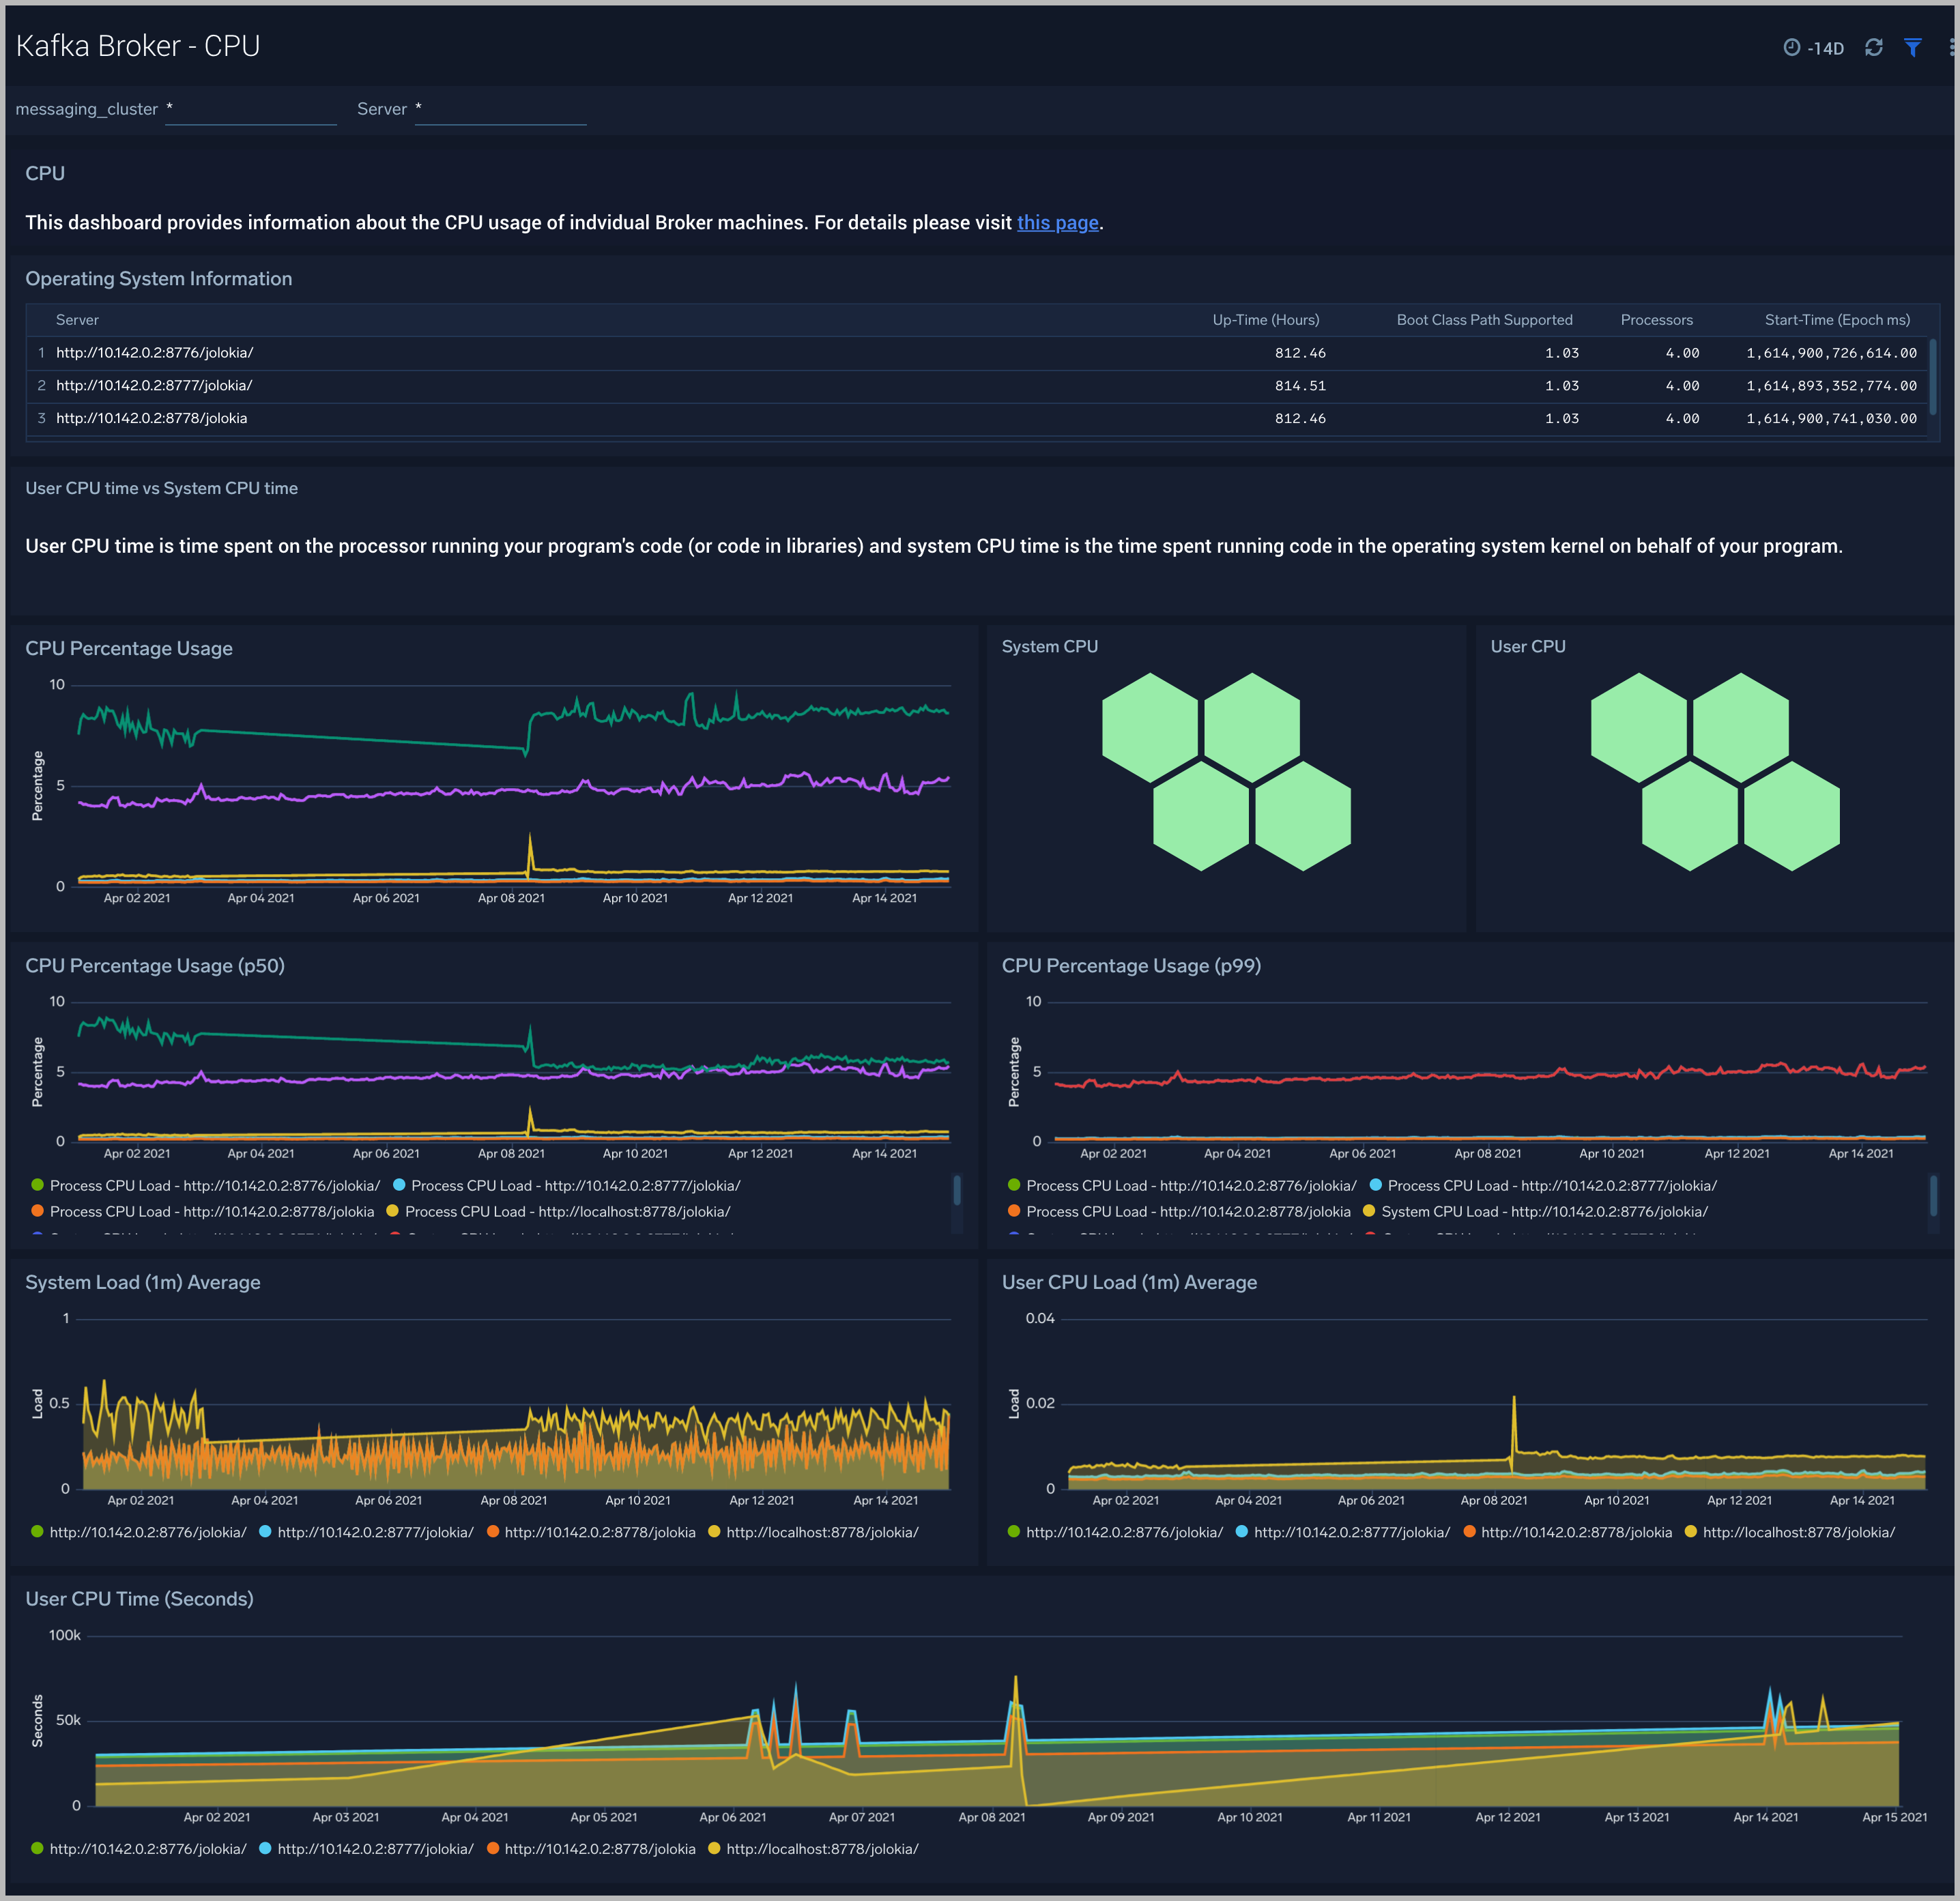 Kafka Broker - CPU
-14D
messaging_cluster *
Server *
CPU
This dashboard provides information about the CPU usage of indvidual Broker machines. For details please visit this page.
Operating System Information
Server Up-Time (Hours) Boot Class Path Supported Processors Start-Time (Epoch ms)
1 http://10.142.0.2:8776/jolokia/ 812.46 1.03 4.00 1,614,900,726,614.00
2 http://10.142.0.2:8777/jolokia/ 814.51 1.03 4.00 1,614,893,352,774.00
3 http://10.142.0.2:8778/jolokia 812.46 1.03 4.00 1,614,900,741,030.00
User CPU time vs System CPU time
User CPU time is time spent on the processor running your program's code (or code in libraries) and system CPU time is the time spent running code in the operating system kernel on behalf of your program.
CPU Percentage Usage
10
5
0
Percentage
Apr 02 2021 Apr 04 2021 Apr 06 2021 Apr 08 2021 Apr 10 2021 Apr 12 2021 Apr 14 2021
System CPU
User CPU
CPU Percentage Usage (p50)
10
5
0
Percentage
Apr 02 2021 Apr 04 2021 Apr 06 2021 Apr 08 2021 Apr 10 2021 Apr 12 2021 Apr 14 2021
Process CPU Load - http://10.142.0.2:8776/jolokia/ Process CPU Load - http://10.142.0.2:8777/jolokia/
Process CPU Load - http://10.142.0.2:8778/jolokia Process CPU Load - http://localhost:8778/jolokia/
CPU Percentage Usage (p99)
10
5
0
Percentage
Apr 02 2021 Apr 04 2021 Apr 06 2021 Apr 08 2021 Apr 10 2021 Apr 12 2021 Apr 14 2021
Process CPU Load - http://10.142.0.2:8776/jolokia/ Process CPU Load - http://10.142.0.2:8777/jolokia/
Process CPU Load - http://10.142.0.2:8778/jolokia System CPU Load - http://10.142.0.2:8776/jolokia/
System Load (1m) Average
1
0.5
0
Load
Apr 02 2021 Apr 04 2021 Apr 06 2021 Apr 08 2021 Apr 10 2021 Apr 12 2021 Apr 14 2021
http://10.142.0.2:8776/jolokia/ http://10.142.0.2:8777/jolokia/ http://10.142.0.2:8778/jolokia http://localhost:8778/jolokia/
User CPU Load (1m) Average
0.04
0.02
0
Load
Apr 02 2021 Apr 04 2021 Apr 06 2021 Apr 08 2021 Apr 10 2021 Apr 12 2021 Apr 14 2021
http://10.142.0.2:8776/jolokia/ http://10.142.0.2:8777/jolokia/ http://10.142.0.2:8778/jolokia http://localhost:8778/jolokia/
User CPU Time (Seconds)
100k
50k
0
Seconds
Apr 02 2021 Apr 03 2021 Apr 04 2021 Apr 05 2021 Apr 06 2021 Apr 07 2021 Apr 08 2021 Apr 09 2021 Apr 10 2021 Apr 11 2021 Apr 12 2021 Apr 13 2021 Apr 14 2021 Apr 15 2021
http://10.142.0.2:8776/jolokia/ http://10.142.0.2:8777/jolokia/ http://10.142.0.2:8778/jolokia http://localhost:8778/jolokia/